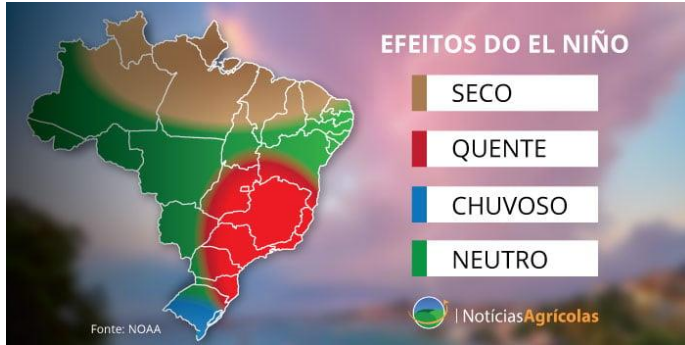 EFEITOS DO EL NIÑO
SECO
QUENTE
CHUVOSO
NEUTRO
Fonte: NOAA
| NotíciasAgrícolas